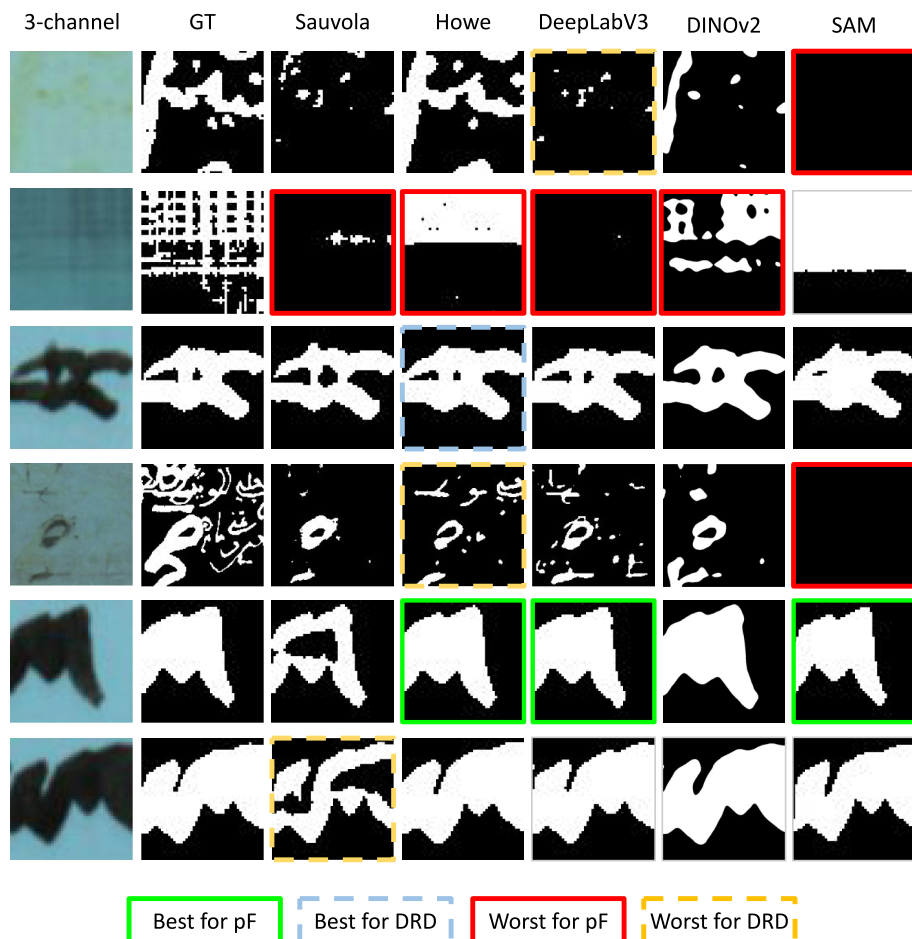 3-channel GT Sauvola Howe DeepLabV3 DINOv2 SAM
Best for pF Best for DRD Worst for pF Worst for DRD